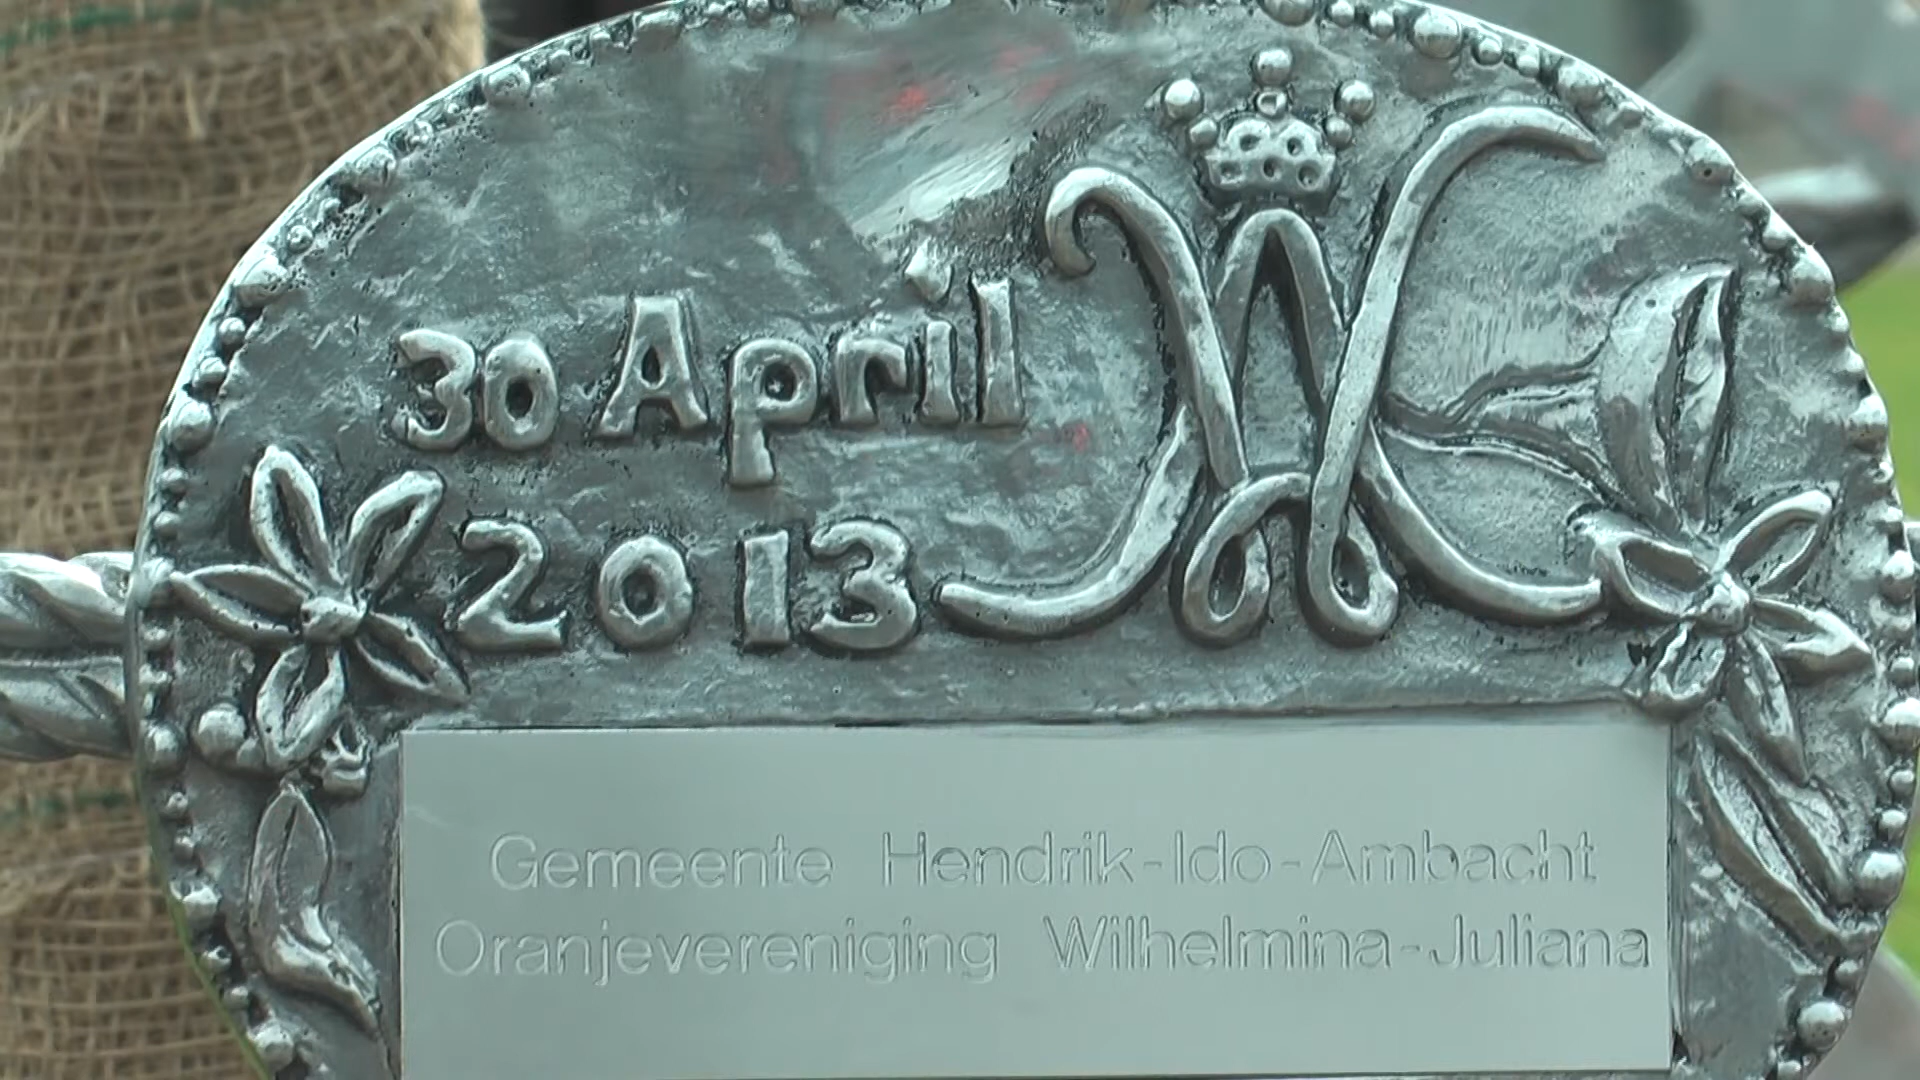 30 April
2013
W
Gemeente Hendrik-Ido-Ambacht
Oranjevereniging Wilhelmina-Juliana